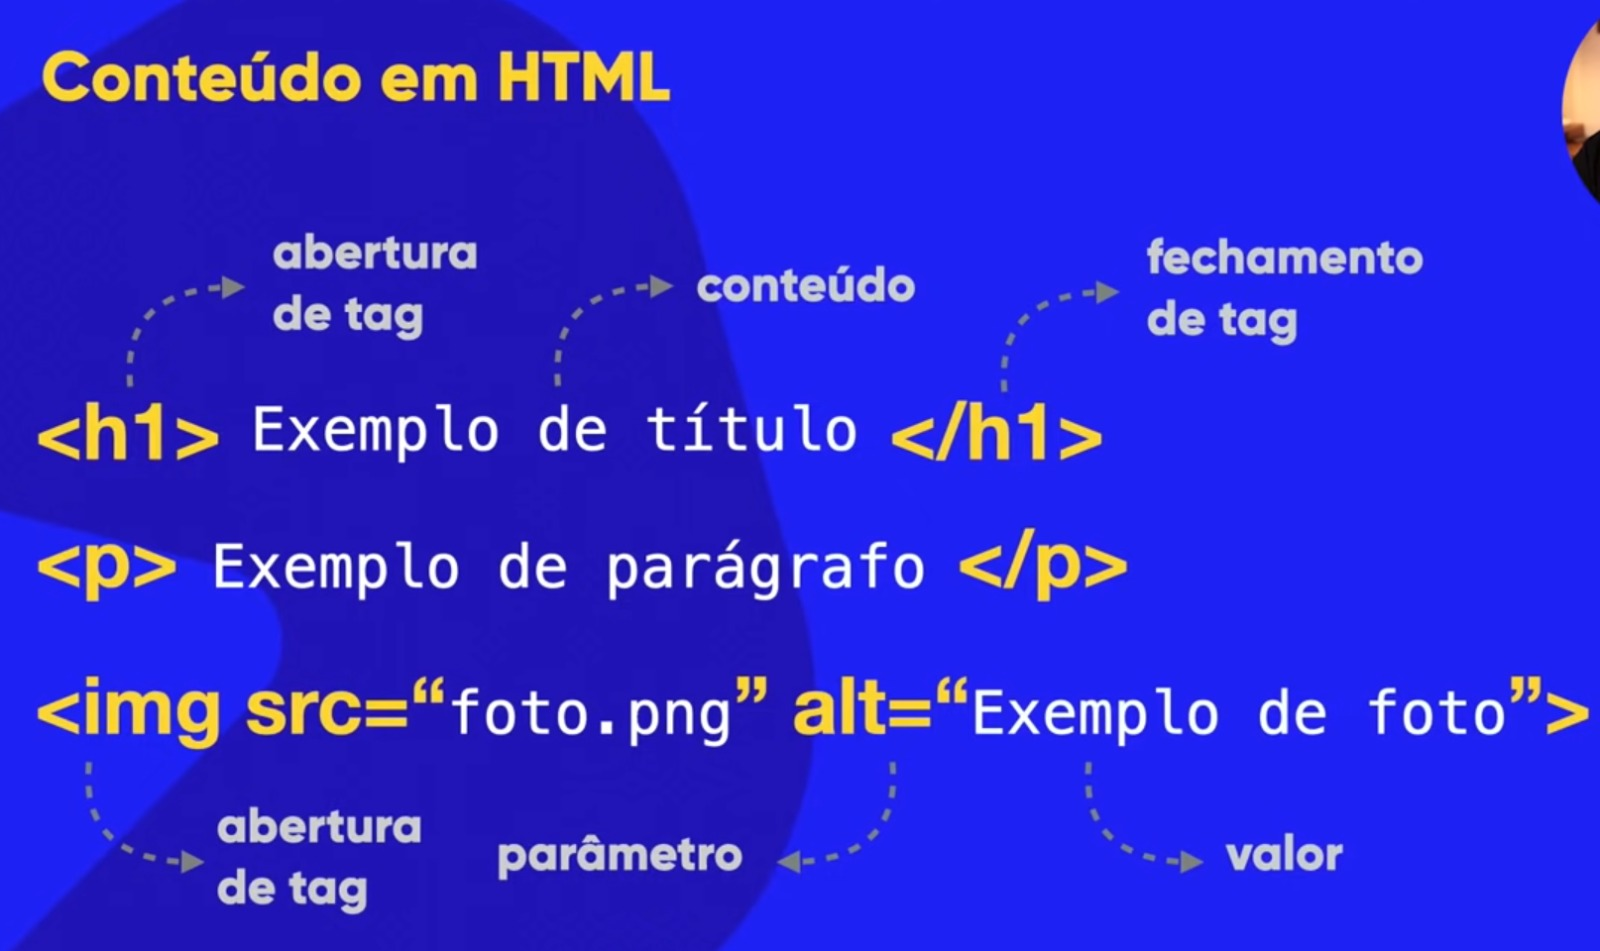 Conteúdo em HTML
abertura
de tag
conteúdo
fechamento
de tag
<h1> Exemplo de título </h1>
<p> Exemplo de parágrafo </p>
<img src=“foto.png” alt=“Exemplo de foto”>
abertura
de tag
parâmetro
valor